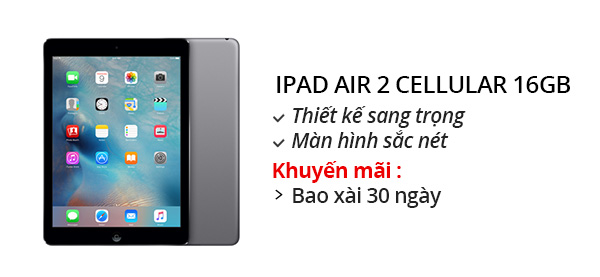 IPAD AIR 2 CELLULAR 16GB
Thiết kế sang trọng
Màn hình sắc nét
Khuyến mãi :
> Bao xài 30 ngày